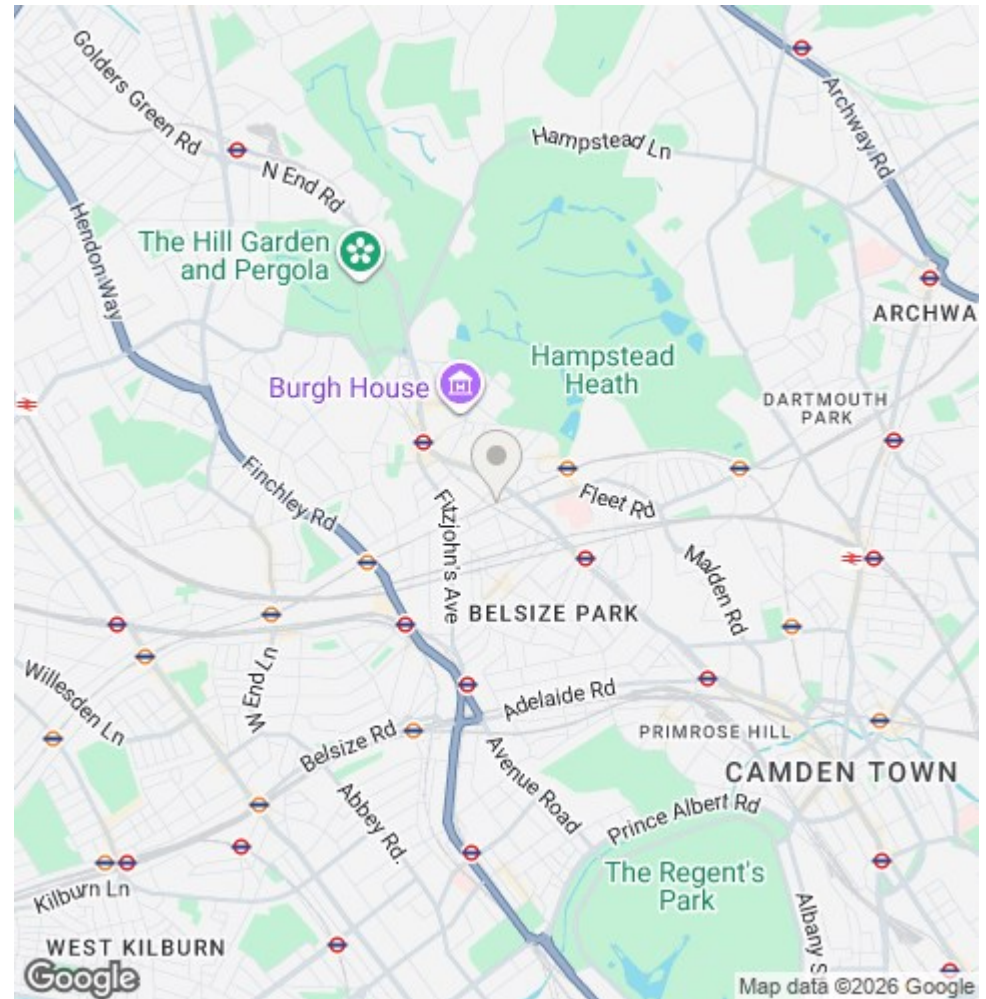 Golders Green Rd
N End Rd
Hampstead Ln
Archway Rd
Hendon Way
The Hill Garden
and Pergola
ARCHWA
Burgh House
Hampstead
Heath
DARTMOUTH
PARK
Finchley Rd
Fitzjohn's Ave
Fleet Rd
Malden Rd
BELSIZE PARK
Willesden Ln
W End Ln
Adelaide Rd
Belsize Rd
PRIMROSE HILL
Avenue Road
CAMDEN TOWN
Abbey Rd.
Prince Albert Rd
The Regent's
Park
Kilburn Ln
Albany S
WEST KILBURN
Google
Map data ©2026 Google